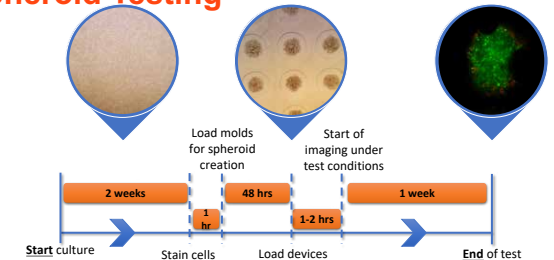 Testing
Load molds
for spheroid
creation
Start of
imaging under
test conditions
2 weeks
48 hrs
1 week
1
hr
1-2 hrs
Start culture
Stain cells
Load devices
End of test